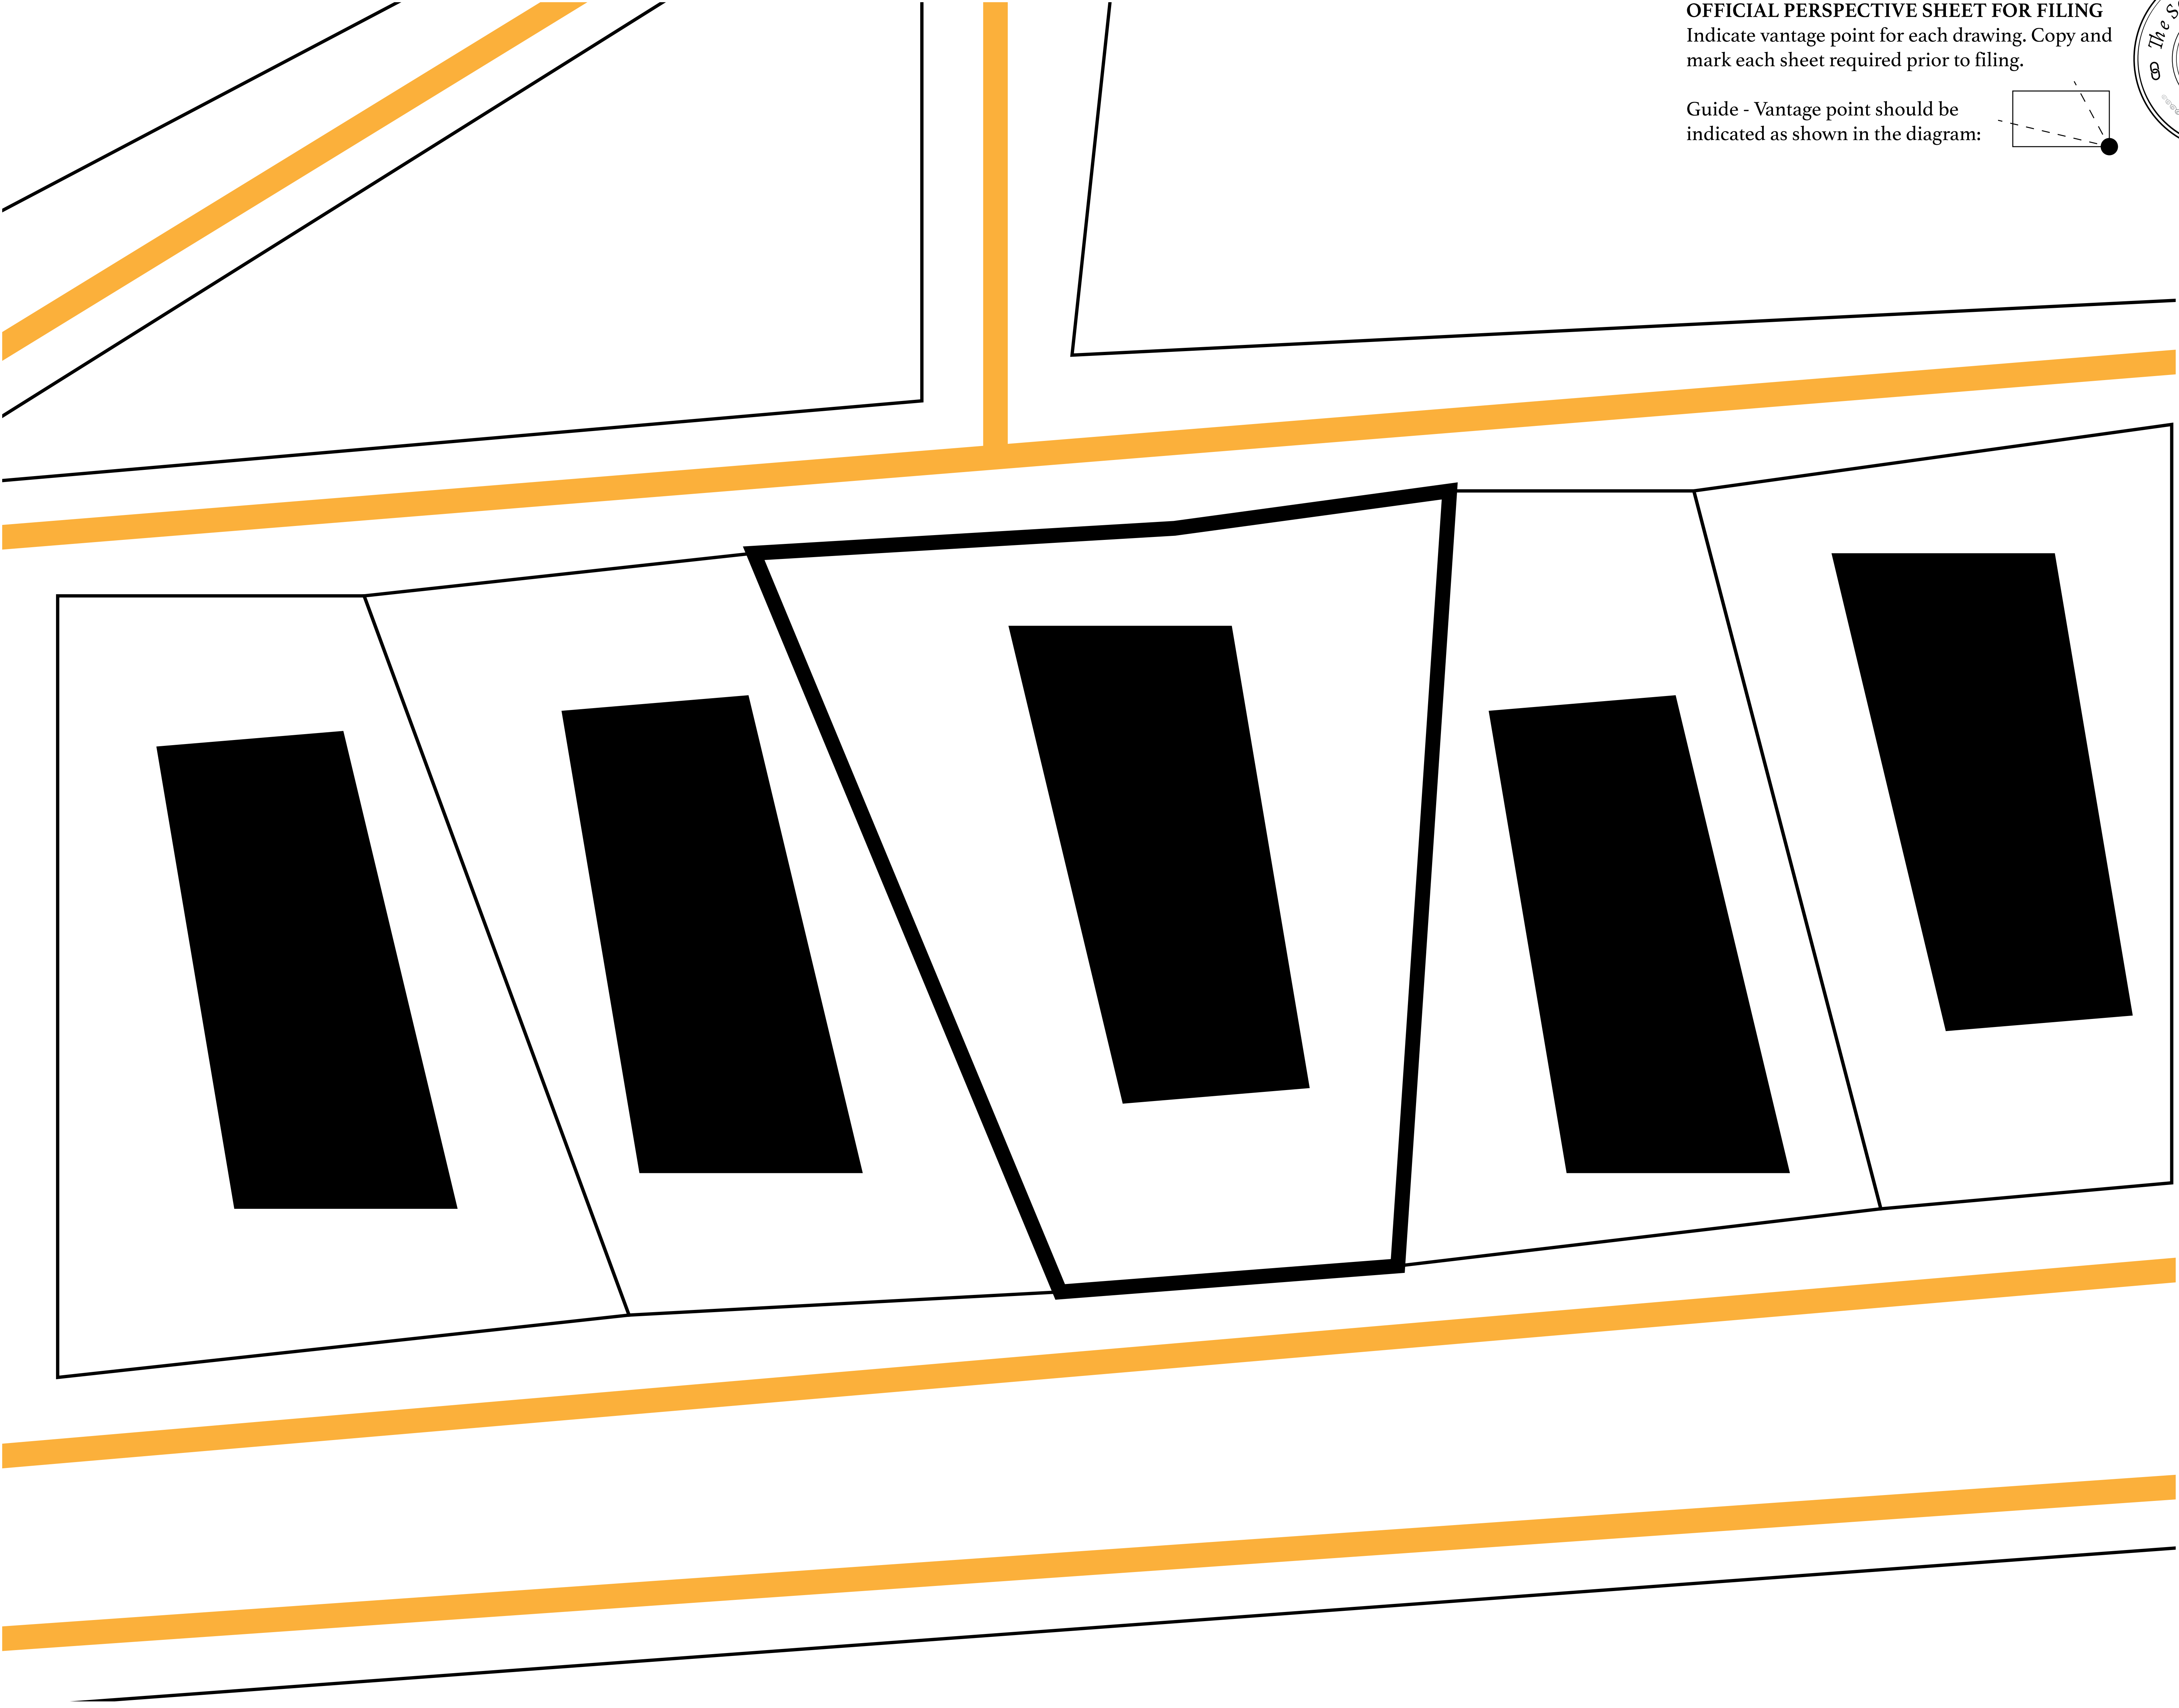 OFFICIAL PERSPECTIVE SHEET FOR FILING
Indicate vantage point for each drawing. Copy and
mark each sheet required prior to filing.
Guide - Vantage point should be
indicated as shown in the diagram:
The